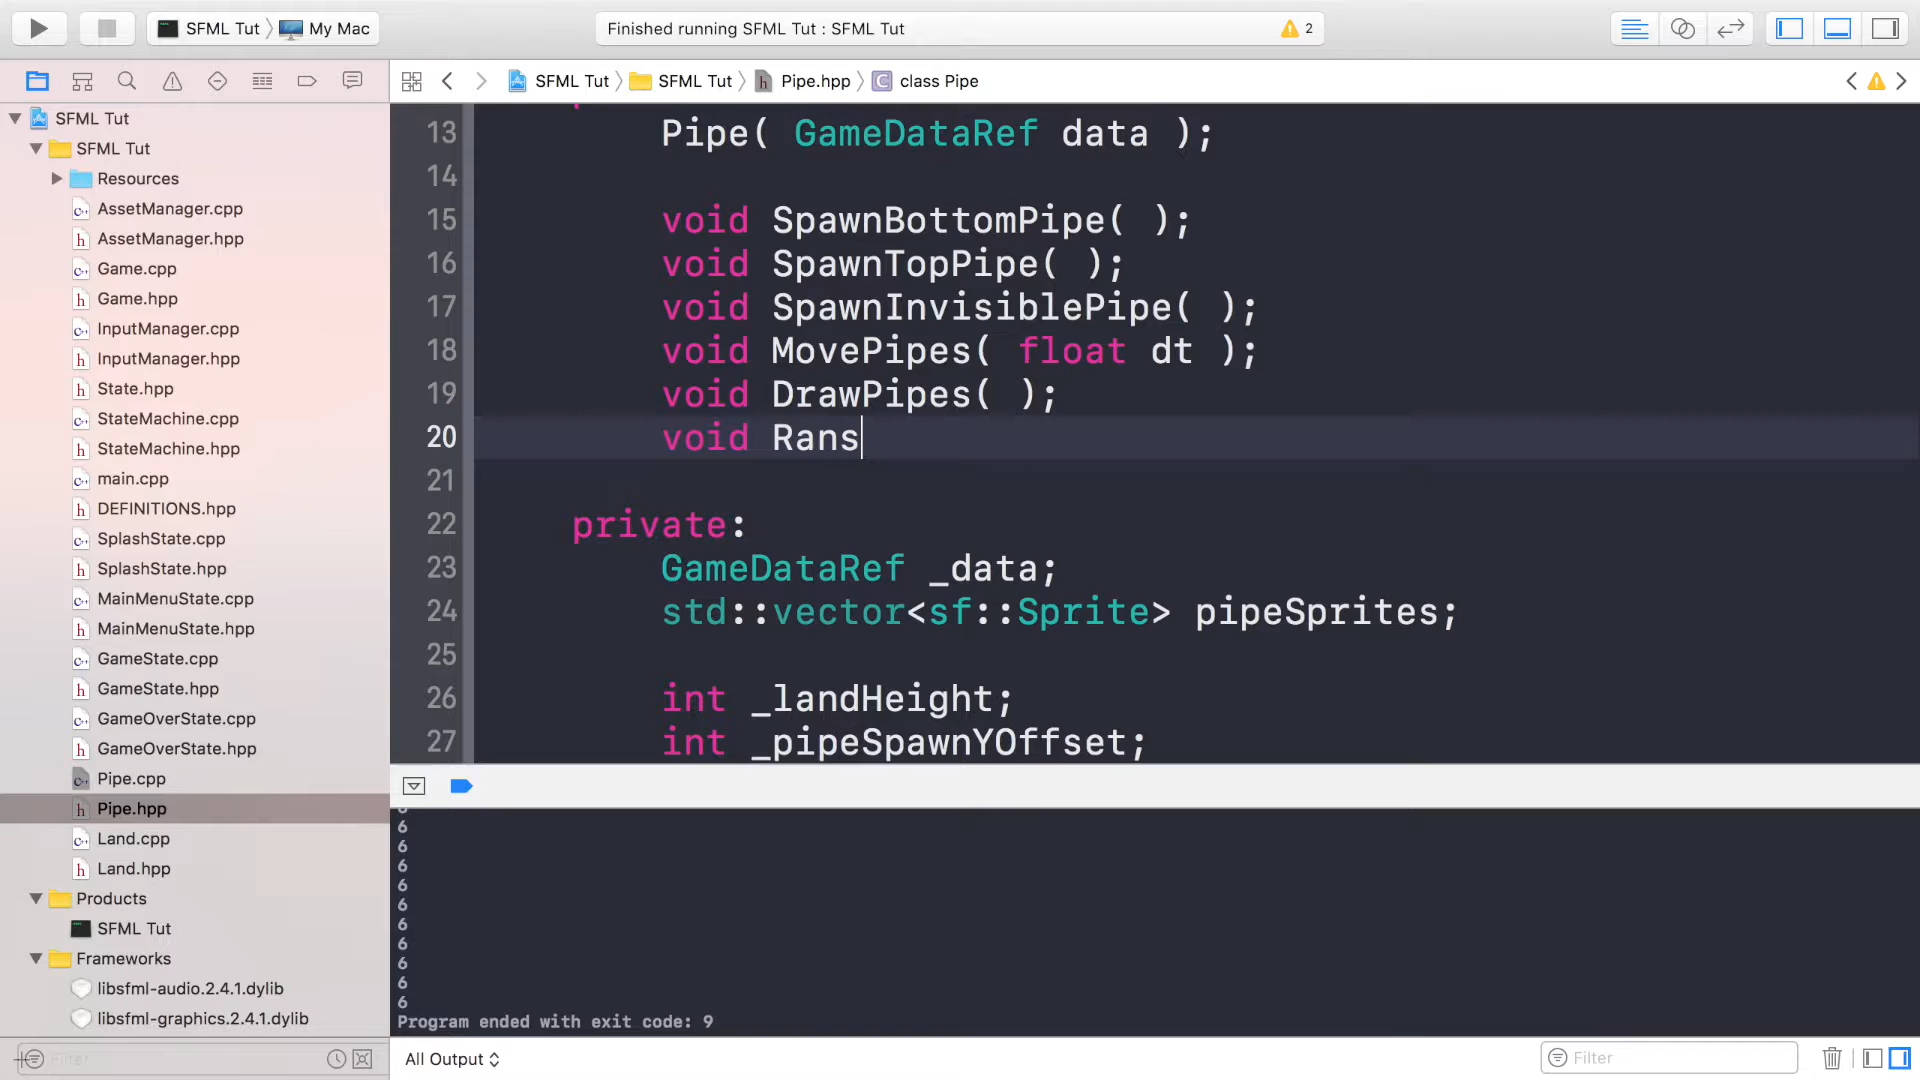 SFML Tut
My Mac
Finished running SFML Tut : SFML Tut
2
SFML Tut
SFML Tut
Pipe.hpp
C
class Pipe
SFML Tut
SFML Tut
Resources
AssetManager.cpp
AssetManager.hpp
Game.cpp
Game.hpp
InputManager.cpp
InputManager.hpp
State.hpp
StateMachine.cpp
StateMachine.hpp
main.cpp
DEFINITIONS.hpp
SplashState.cpp
SplashState.hpp
MainMenuState.cpp
MainMenuState.hpp
GameState.cpp
GameState.hpp
GameOverState.cpp
GameOverState.hpp
Pipe.cpp
Pipe.hpp
Land.cpp
Land.hpp
Products
SFML Tut
Frameworks
libsfml-audio.2.4.1.dylib
libsfml-graphics.2.4.1.dylib
Filter
13 Pipe( GameDataRef data );
14
15 void SpawnBottomPipe( );
16 void SpawnTopPipe( );
17 void SpawnInvisiblePipe( );
18 void MovePipes( float dt );
19 void DrawPipes( );
20 void Rans
21
22 private:
23 GameDataRef _data;
24 std::vector<sf::Sprite> pipeSprites;
25
26 int _landHeight;
27 int _pipeSpawnYOffset;
6
6
6
6
6
6
6
6
6
6
Program ended with exit code: 9
All Output
Filter